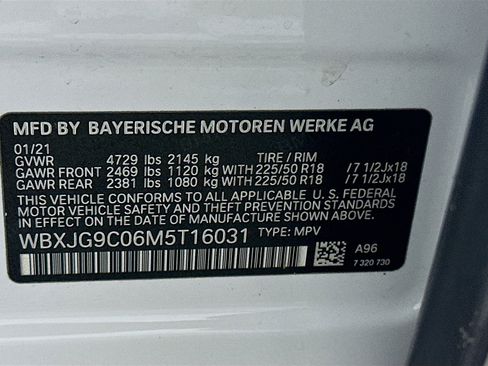 MFD BY BAYERISCHE MOTOREN WERKE AG
01/21
GVWR 4729 lbs 2145 kg TIRE / RIM
GAWR FRONT 2469 lbs 1120 kg WITH 225/50 R18 / 7 1/2Jx18
GAWR REAR 2381 lbs 1080 kg WITH 225/50 R18 / 7 1/2Jx18
THIS VEHICLE CONFORMS TO ALL APPLICABLE U. S. FEDERAL
MOTOR VEHICLE SAFETY AND THEFT PREVENTION STANDARDS
IN EFFECT ON THE DATE OF MANUFACTURE SHOWN ABOVE.
WBXJG9C06M5T16031 TYPE: MPV
A96
7 320 730